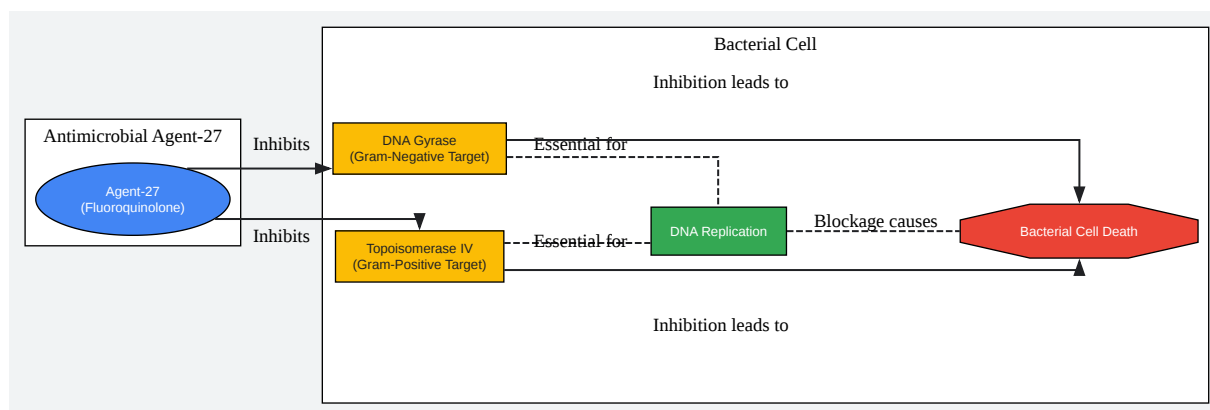 Bacterial Cell
Inhibition leads to
Antimicrobial Agent-27
Inhibits
DNA Gyrase
(Gram-Negative Target)
Essential for
Agent-27
(Fluoroquinolone)
Inhibits
Topoisomerase IV
(Gram-Positive Target)
Essential for
DNA Replication
Blockage causes
Bacterial Cell Death
Inhibition leads to